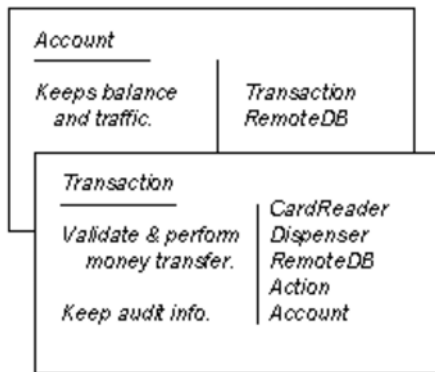 Account
Keeps balance
and traffic.
Transaction
RemoteDB
Transaction
Validate & perform
money transfer.
Keep audit info.
CardReader
Dispenser
RemoteDB
Action
Account